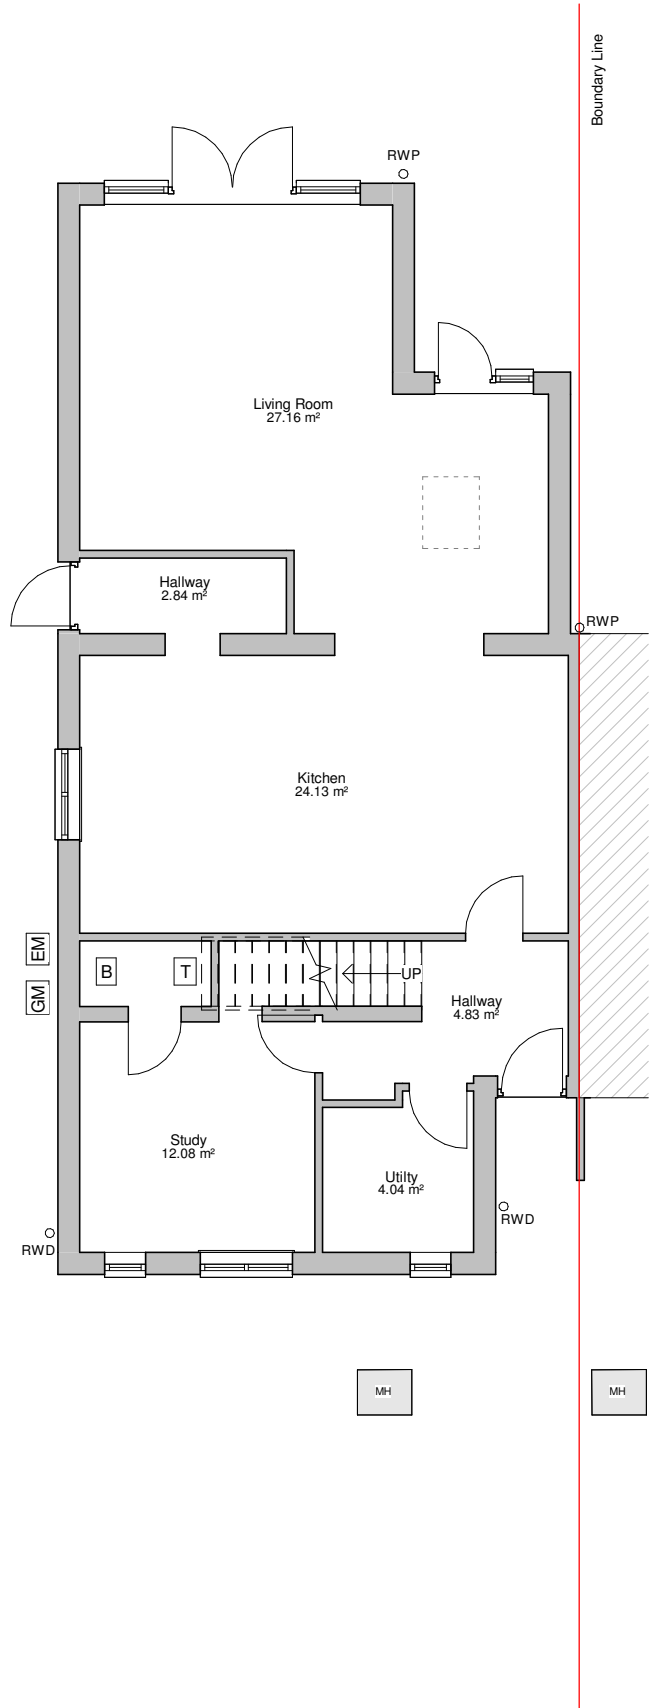 Boundary Line
RWP
Living Room
27.16 m²
Hallway
2.84 m²
RWP
Kitchen
24.13 m²
EM
GM
B
T
UP
Hallway
4.83 m²
Study
12.08 m²
Utilty
4.04 m²
RWD
RWD
MH
MH